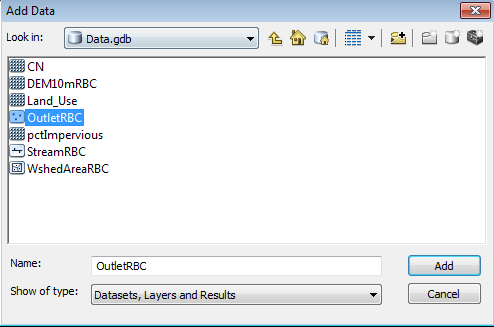 Add Data
Look in: Data.gdb
CN
DEM10mRBC
Land_Use
OutletRBC
pctImpervious
StreamRBC
WshedAreaRBC
Name: OutletRBC Add
Show of type: Datasets, Layers and Results Cancel